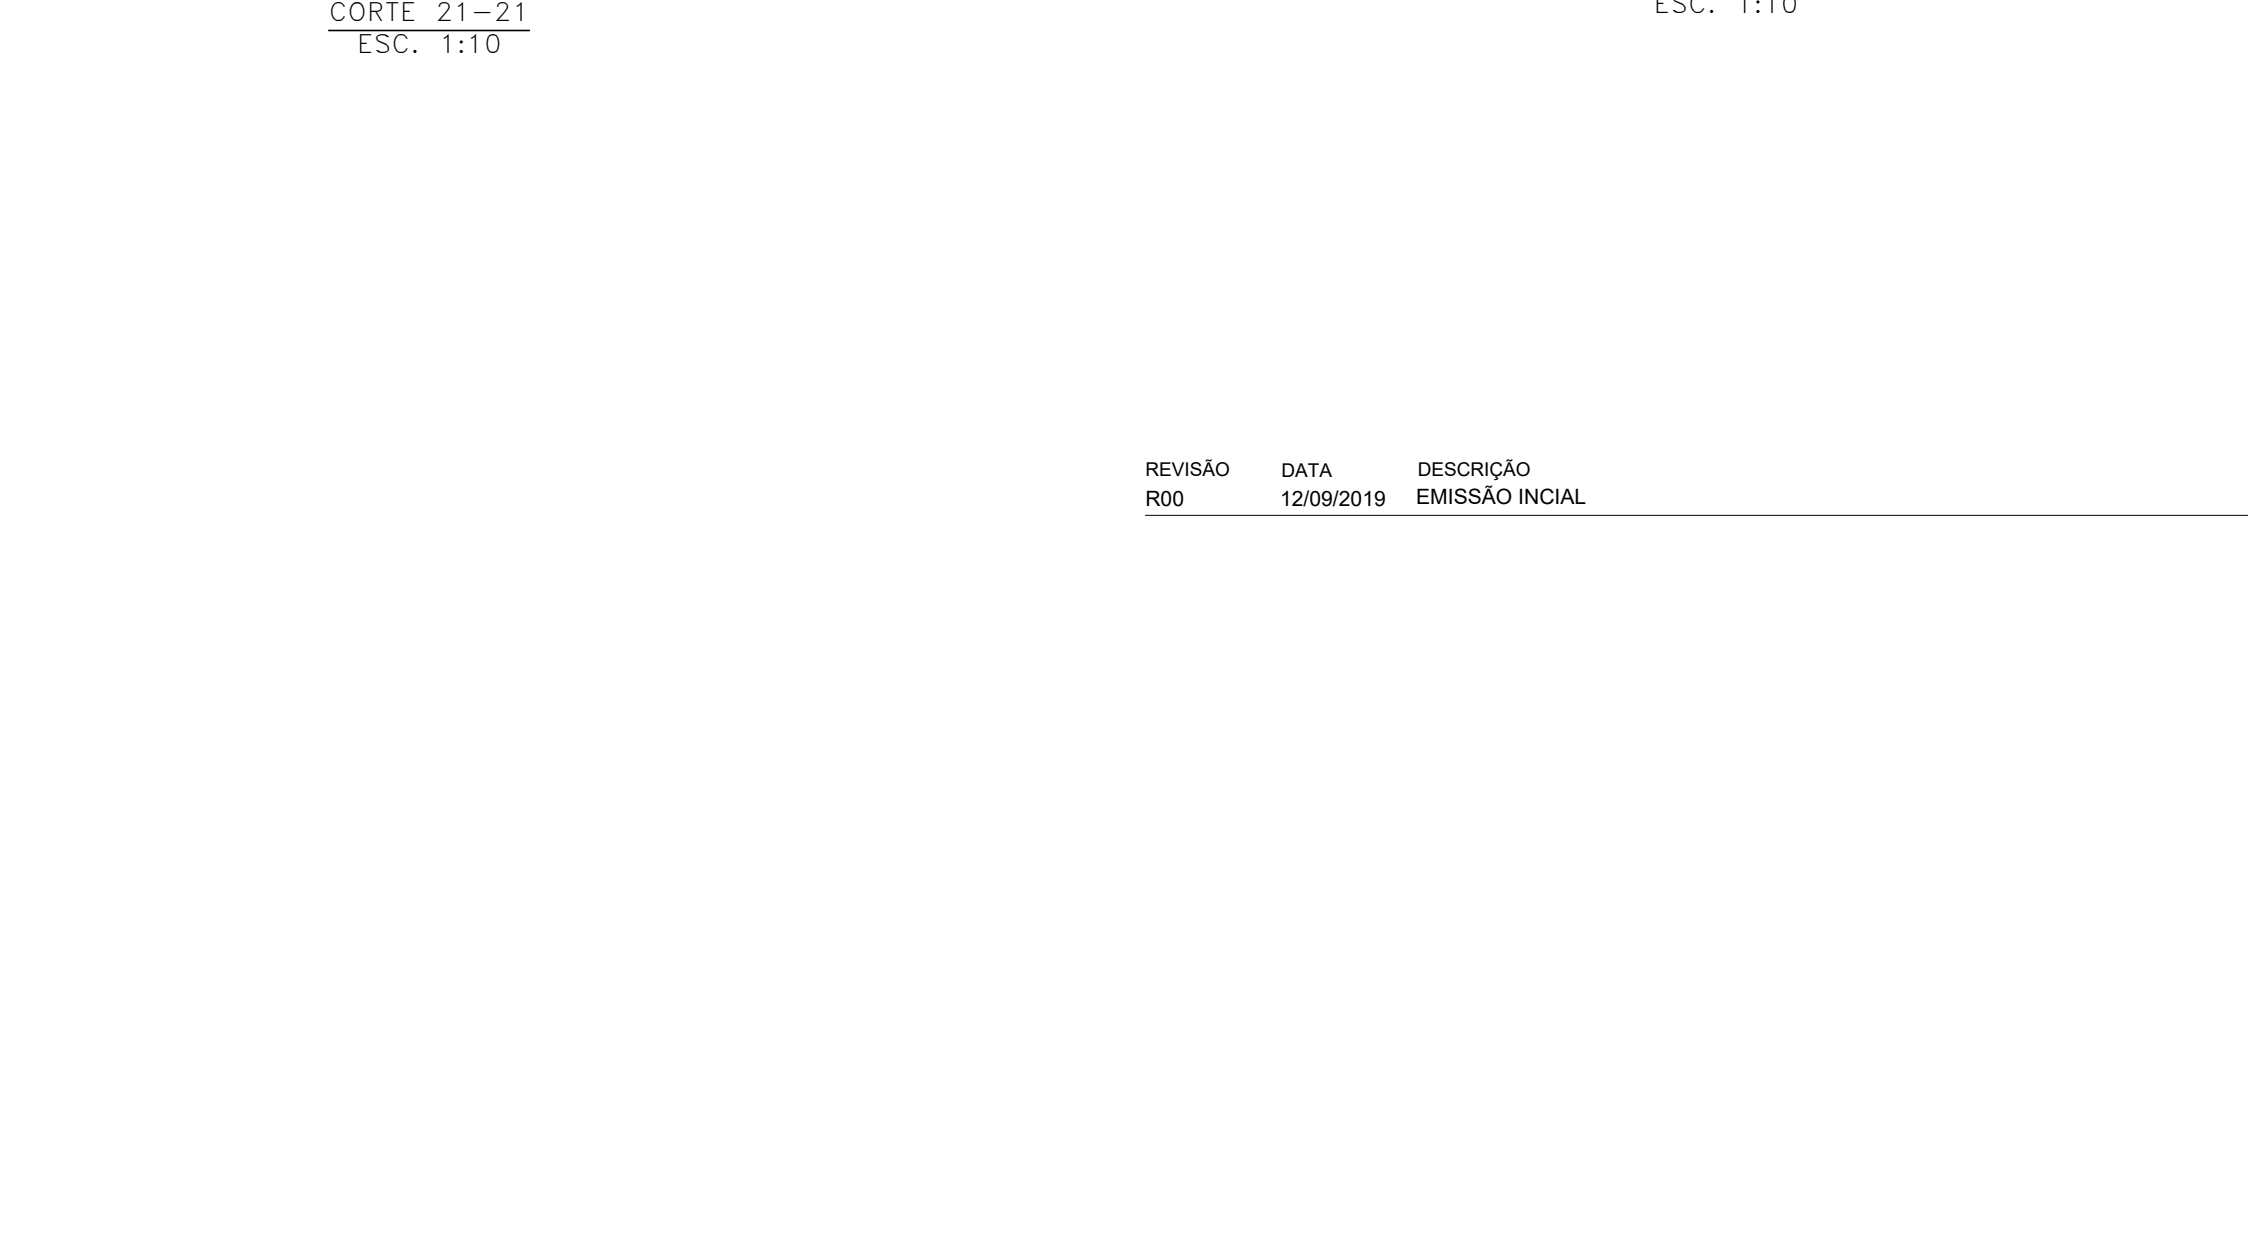 CORTE 21-21
ESC. 1:10
ESC. 1:10
REVISÃO DATA DESCRIÇÃO
R00 12/09/2019 EMISSÃO INCIAL